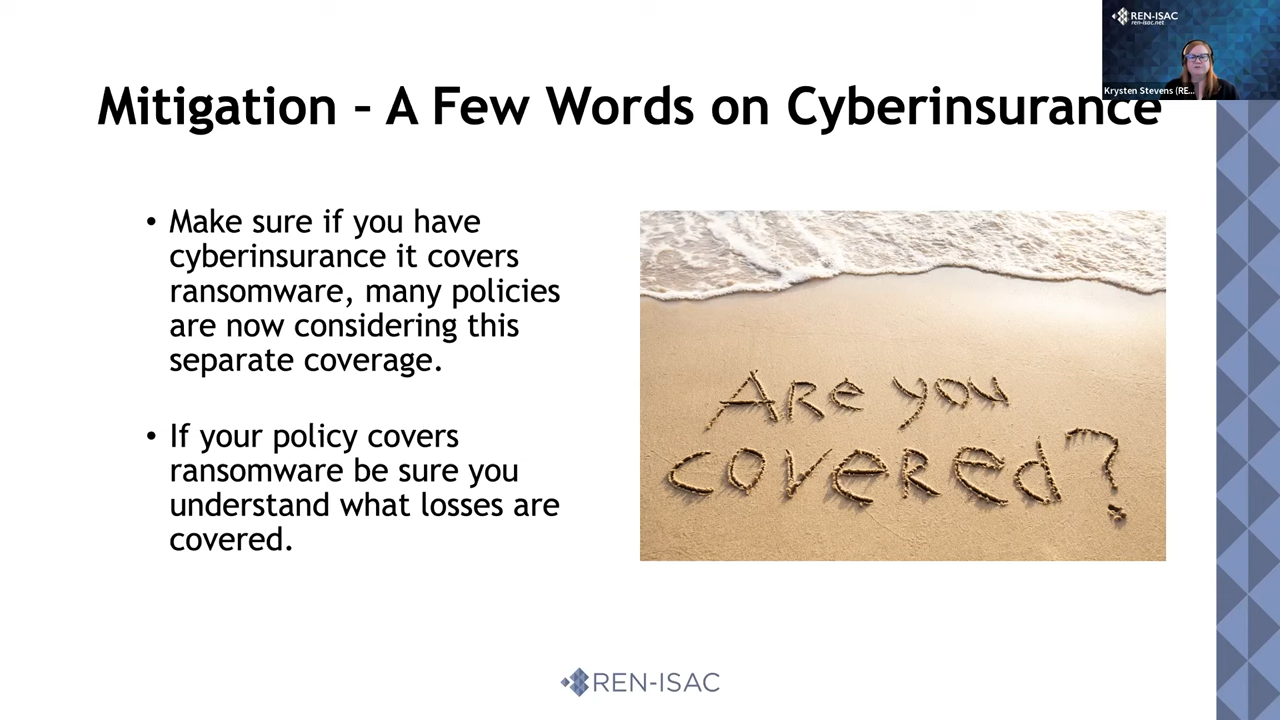 REN-ISAC
ren-isac.net
Krysten Stevens (RE...
Mitigation – A Few Words on Cyberinsurance
• Make sure if you have
cyberinsurance it covers
ransomware, many policies
are now considering this
separate coverage.
• If your policy covers
ransomware be sure you
understand what losses are
covered.
Are you
covered?
REN-ISAC